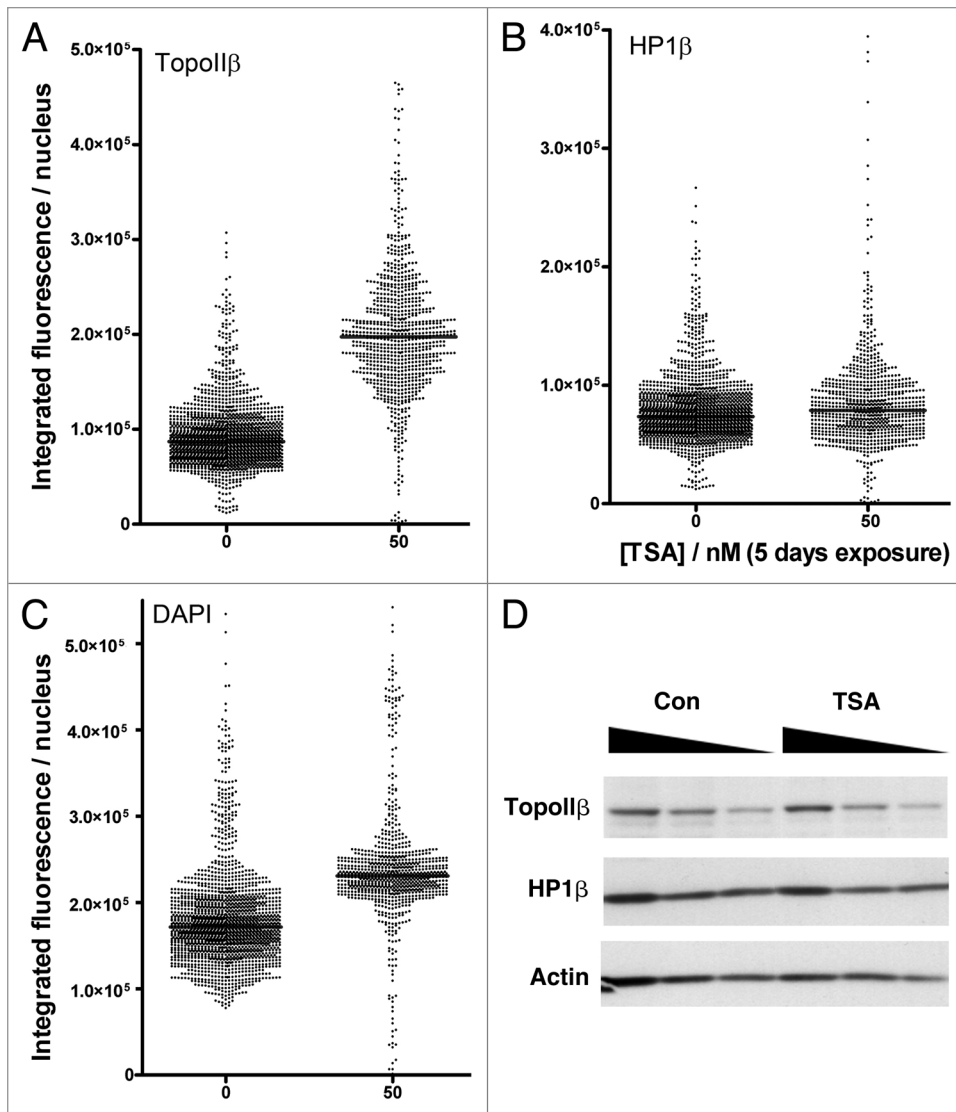 A
TopoIIβ
Integrated fluorescence / nucleus
5.0×10⁵
4.0×10⁵
3.0×10⁵
2.0×10⁵
1.0×10⁵
0
0
50
B
HP1β
4.0×10⁵
3.0×10⁵
2.0×10⁵
1.0×10⁵
0
0
50
[TSA] / nM (5 days exposure)
C
DAPI
Integrated fluorescence / nucleus
5.0×10⁵
4.0×10⁵
3.0×10⁵
2.0×10⁵
1.0×10⁵
0
0
50
D
Con TSA
TopoIIβ
HP1β
Actin